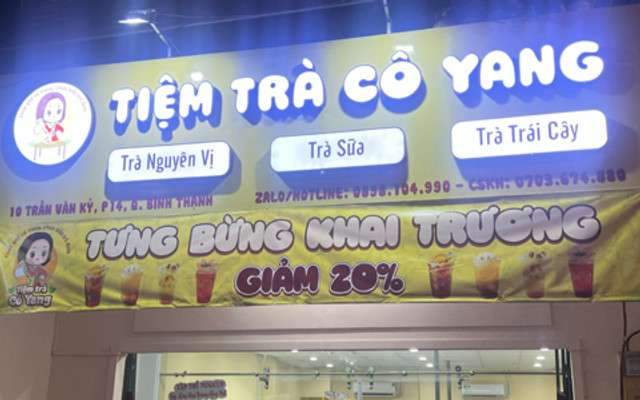 TIỆM TRÀ CÔ YANG
Trà Nguyên Vị
Trà Sữa
Trà Trái Cây
10 TRẦN VĂN KỶ, P14, Q. BÌNH THẠNH
ZALO/HOTLINE: 0898.104.990 - CSKH: 0703.674.880
TƯNG BỪNG KHAI TRƯƠNG
GIẢM 20%
Tiệm trà
Cô Yang